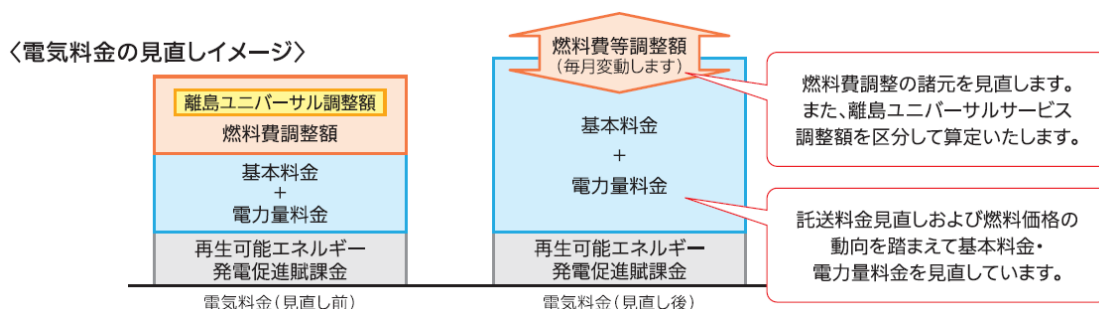 〈電気料金の見直しイメージ〉
離島ユニバーサル調整額
燃料費調整額
基本料金
+
電力量料金
再生可能エネルギー
発電促進賦課金
電気料金(見直し前)
燃料費等調整額
(毎月変動します)
基本料金
+
電力量料金
再生可能エネルギー
発電促進賦課金
電気料金(見直し後)
燃料費調整の諸元を見直します。
また、離島ユニバーサルサービス
調整額を区分して算定いたします。
託送料金見直しおよび燃料価格の
動向を踏まえて基本料金・
電力量料金を見直しています。